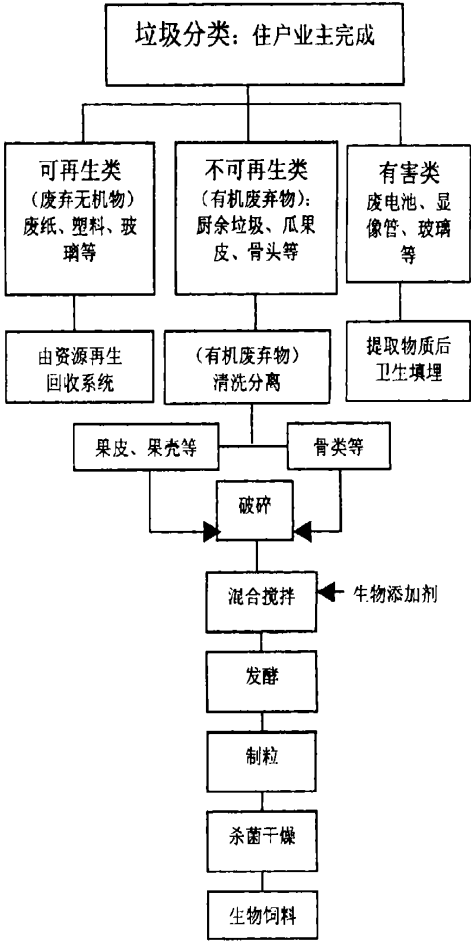 垃圾分类：住户业主完成
可再生类
（废弃无机物）
废纸、塑料、玻
璃等
不可再生类
（有机废弃物）：
厨余垃圾、瓜果
皮、骨头等
有害类
废电池、显
像管、玻璃
等
由资源再生
回收系统
（有机废弃物）
清洗分离
提取物质后
卫生填埋
果皮、果壳等
骨类等
破碎
混合搅拌
生物添加剂
发酵
制粒
杀菌干燥
生物饲料